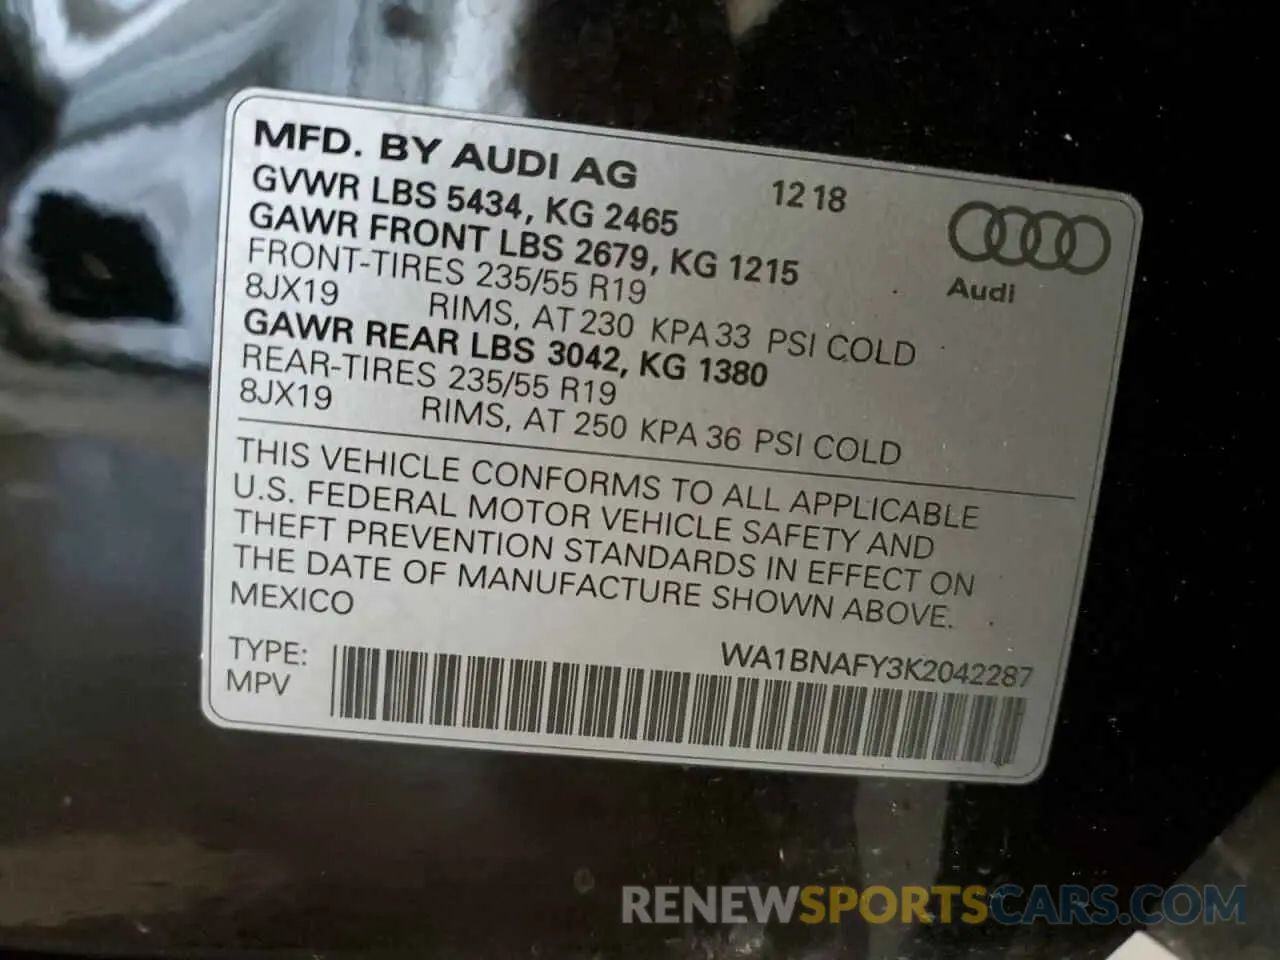 MFD. BY AUDI AG 12 18
GVWR LBS 5434, KG 2465
GAWR FRONT LBS 2679, KG 1215
FRONT-TIRES 235/55 R19
8JX19 RIMS, AT 230 KPA 33 PSI COLD
Audi
GAWR REAR LBS 3042, KG 1380
REAR-TIRES 235/55 R19
8JX19 RIMS, AT 250 KPA 36 PSI COLD
THIS VEHICLE CONFORMS TO ALL APPLICABLE
U.S. FEDERAL MOTOR VEHICLE SAFETY AND
THEFT PREVENTION STANDARDS IN EFFECT ON
THE DATE OF MANUFACTURE SHOWN ABOVE.
MEXICO
WA1BNAFY3K2042287
TYPE:
MPV
RENEWSPORTSCARS.COM